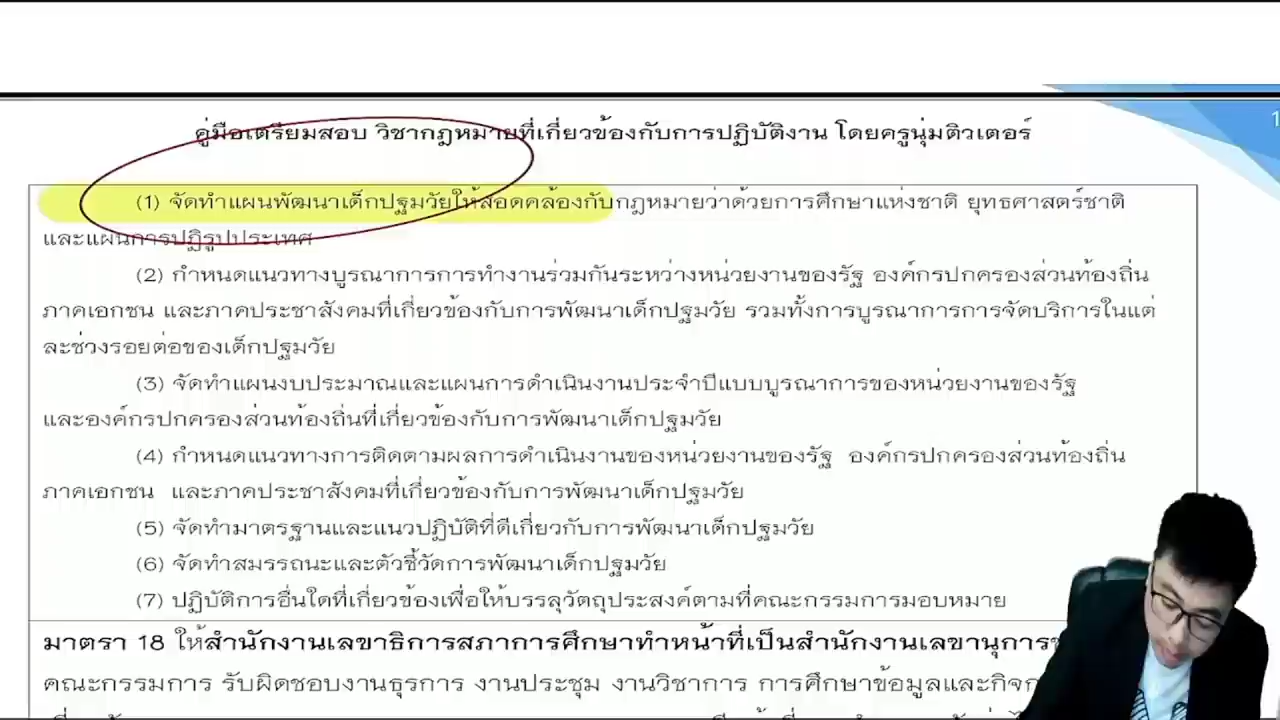 คู่มือเตรียมสอบ วิชากฎหมายที่เกี่ยวข้องกับการปฏิบัติงาน โดยครูนุ่มติวเตอร์
1
(1) จัดทำแผนพัฒนาเด็กปฐมวัยให้สอดคล้องกับกฎหมายว่าด้วยการศึกษาแห่งชาติ ยุทธศาสตร์ชาติ
และแผนการปฏิรูปประเทศ
(2) กำหนดแนวทางบูรณาการการทำงานร่วมกันระหว่างหน่วยงานของรัฐ องค์กรปกครองส่วนท้องถิ่น
ภาคเอกชน และภาคประชาสังคมที่เกี่ยวข้องกับการพัฒนาเด็กปฐมวัย รวมทั้งการบูรณาการการจัดบริการในแต่
ละช่วงรอยต่อของเด็กปฐมวัย
(3) จัดทำแผนงบประมาณและแผนการดำเนินงานประจำปีแบบบูรณาการของหน่วยงานของรัฐ
และองค์กรปกครองส่วนท้องถิ่นที่เกี่ยวข้องกับการพัฒนาเด็กปฐมวัย
(4) กำหนดแนวทางการติดตามผลการดำเนินงานของหน่วยงานของรัฐ องค์กรปกครองส่วนท้องถิ่น
ภาคเอกชน และภาคประชาสังคมที่เกี่ยวข้องกับการพัฒนาเด็กปฐมวัย
(5) จัดทำมาตรฐานและแนวปฏิบัติที่ดีเกี่ยวกับการพัฒนาเด็กปฐมวัย
(6) จัดทำสมรรถนะและตัวชี้วัดการพัฒนาเด็กปฐมวัย
(7) ปฏิบัติการอื่นใดที่เกี่ยวข้องเพื่อให้บรรลุวัตถุประสงค์ตามที่คณะกรรมการมอบหมาย
มาตรา 18 ให้สำนักงานเลขาธิการสภาการศึกษาทำหน้าที่เป็นสำนักงานเลขานุการ
คณะกรรมการ รับผิดชอบงานธุรการ งานประชุม งานวิชาการ การศึกษาข้อมูลและกิจ